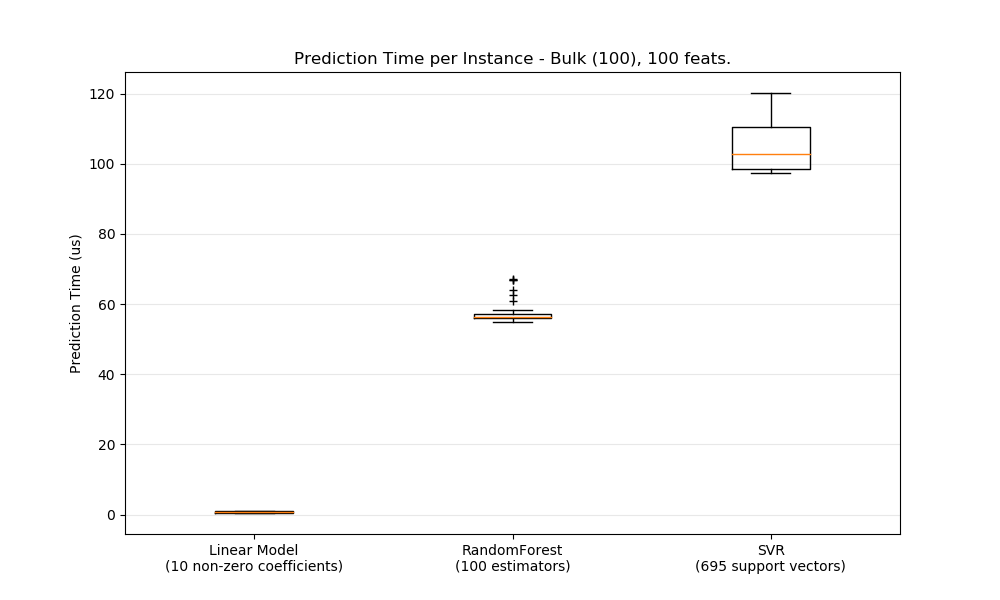 Prediction Time per Instance - Bulk (100), 100 feats.
Prediction Time (us)
120
100
80
60
40
20
0
Linear Model
(10 non-zero coefficients)
RandomForest
(100 estimators)
SVR
(695 support vectors)